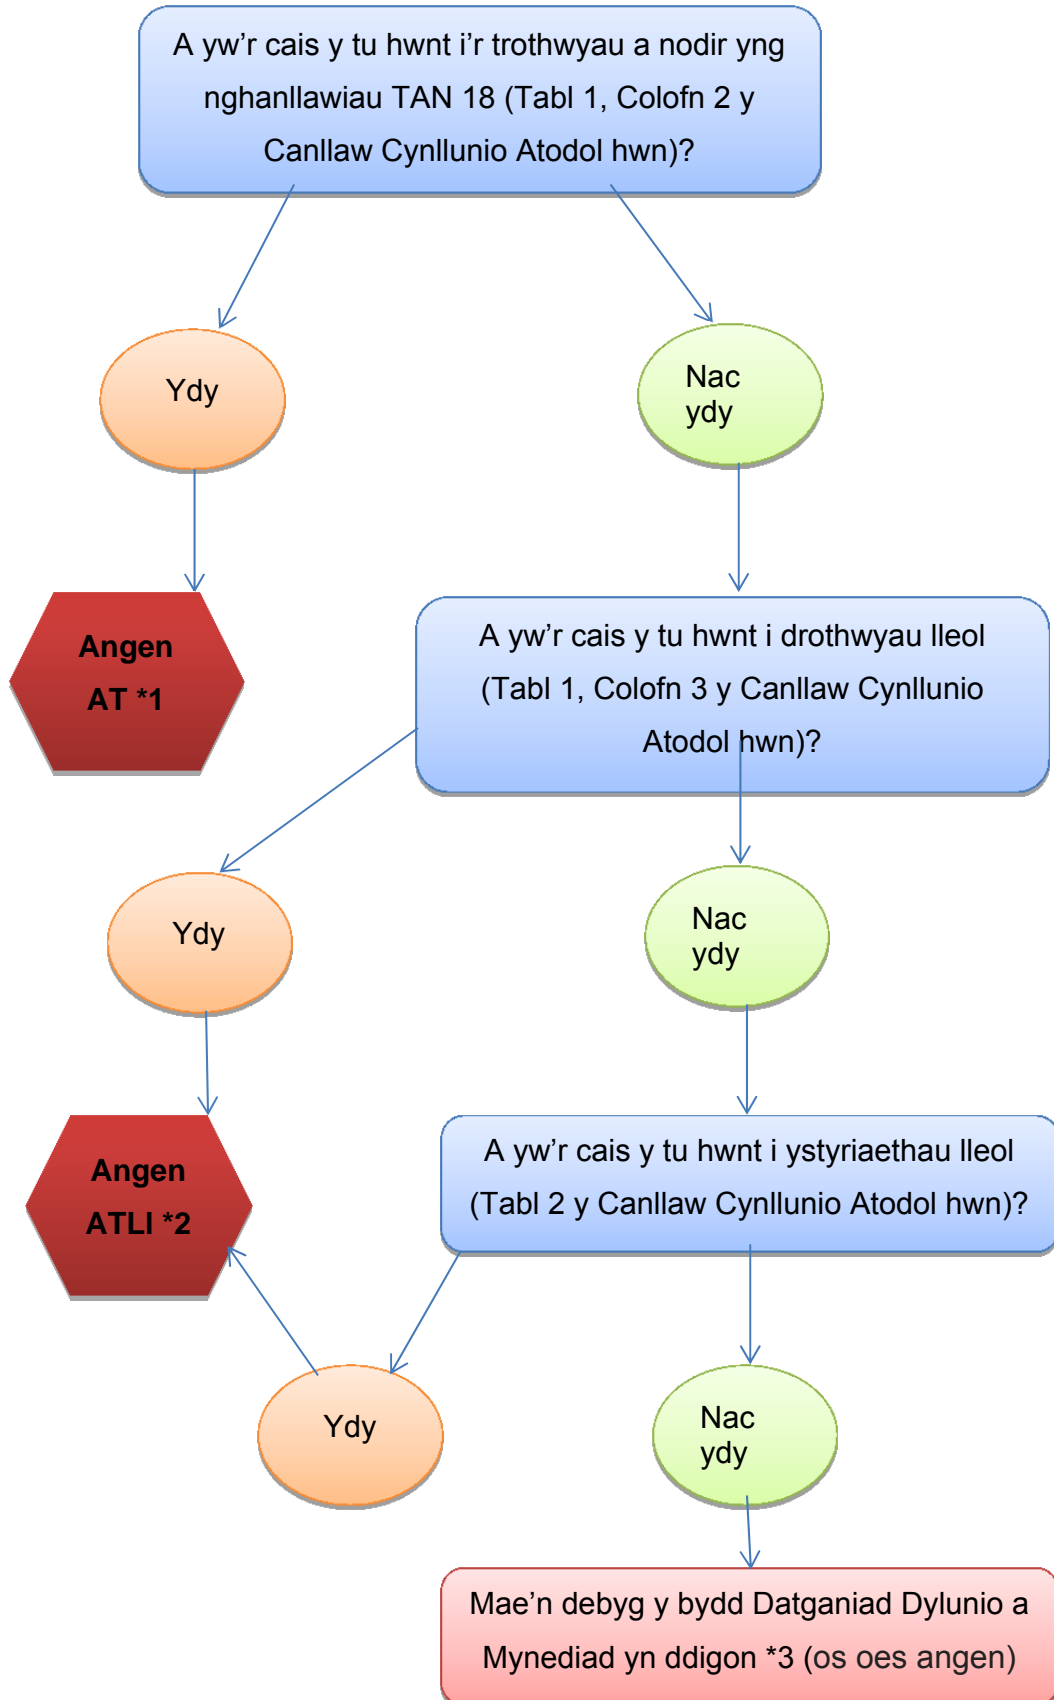 A yw'r cais y tu hwnt i'r trothwyau a nodir yng
nghanllawiau TAN 18 (Tabl 1, Colofn 2 y
Canllaw Cynllunio Atodol hwn)?
Ydy
Nac
ydy
Angen
AT *1
A yw'r cais y tu hwnt i drothwyau lleol
(Tabl 1, Colofn 3 y Canllaw Cynllunio
Atodol hwn)?
Ydy
Nac
ydy
Angen
ATLI *2
A yw'r cais y tu hwnt i ystyriaethau lleol
(Tabl 2 y Canllaw Cynllunio Atodol hwn)?
Ydy
Nac
ydy
Mae'n debyg y bydd Datganiad Dylunio a
Mynediad yn ddigon *3 (os oes angen)